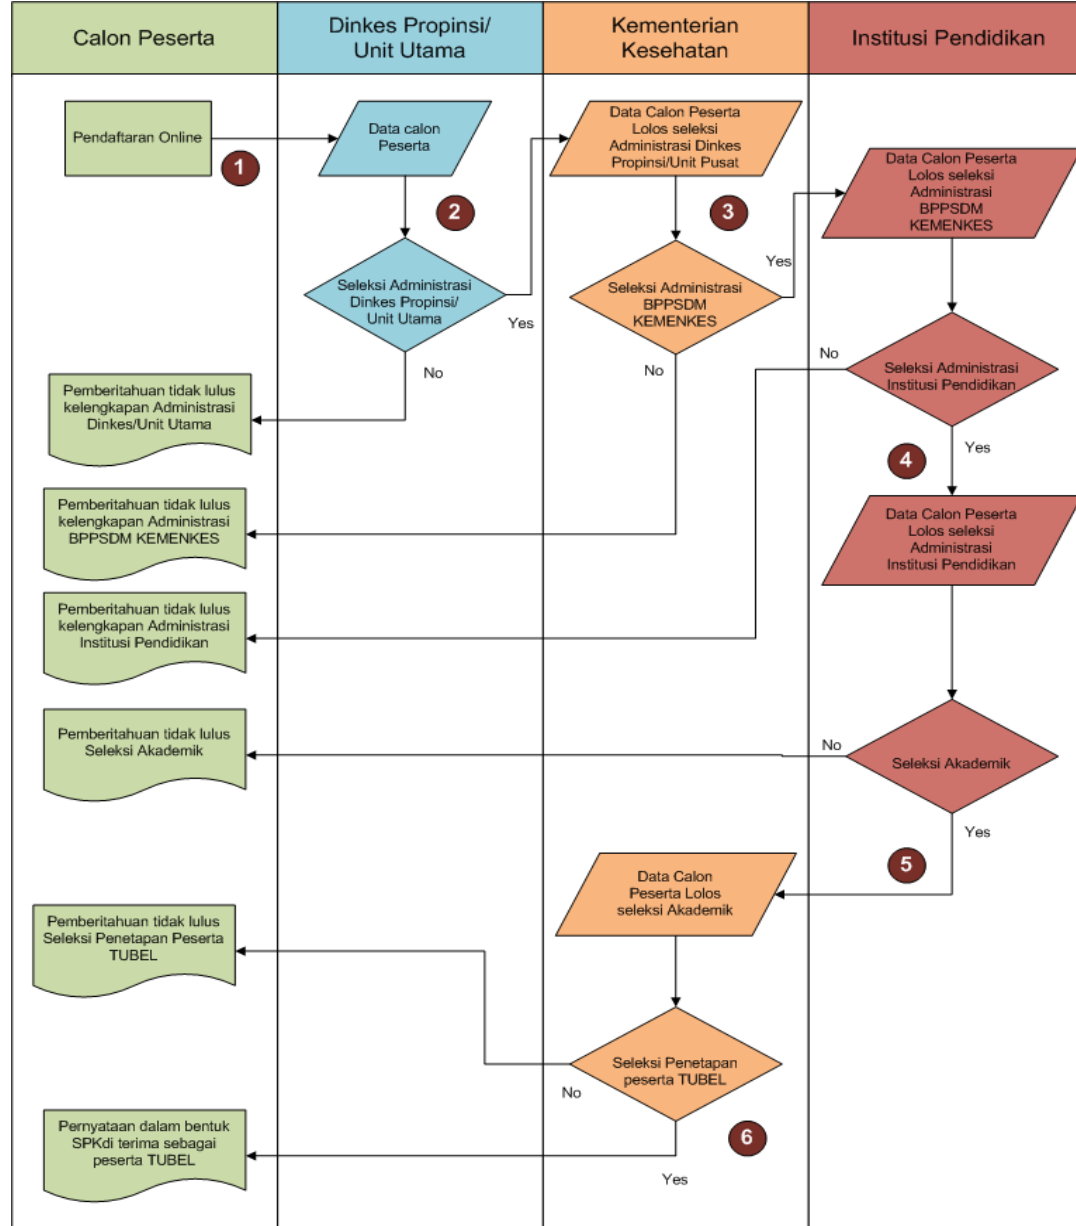 Calon Peserta
Dinkes Propinsi/
Unit Utama
Kementerian
Kesehatan
Institusi Pendidikan
Pendaftaran Online
1
Data calon
Peserta
2
Seleksi Administrasi
Dinkes Propinsi/
Unit Utama
Yes
No
Data Calon Peserta
Lolos seleksi
Administrasi Dinkes
Propinsi/Unit Pusat
3
Seleksi Administrasi
BPPSDM
KEMENKES
Yes
No
Data Calon Peserta
Lolos seleksi
Administrasi
BPPSDM
KEMENKES
Seleksi Administrasi
Institusi Pendidikan
No
Yes
4
Data Calon Peserta
Lolos seleksi
Administrasi
Institusi Pendidikan
Pemberitahuan tidak lulus
kelengkapan Administrasi
Dinkes/Unit Utama
Pemberitahuan tidak lulus
kelengkapan Administrasi
BPPSDM KEMENKES
Pemberitahuan tidak lulus
kelengkapan Administrasi
Institusi Pendidikan
Pemberitahuan tidak lulus
Seleksi Akademik
No
Seleksi Akademik
Yes
5
Data Calon
Peserta Lolos
seleksi Akademik
Pemberitahuan tidak lulus
Seleksi Penetapan Peserta
TUBEL
Seleksi Penetapan
peserta TUBEL
No
6
Yes
Pernyataan dalam bentuk
SPKdi terima sebagai
peserta TUBEL